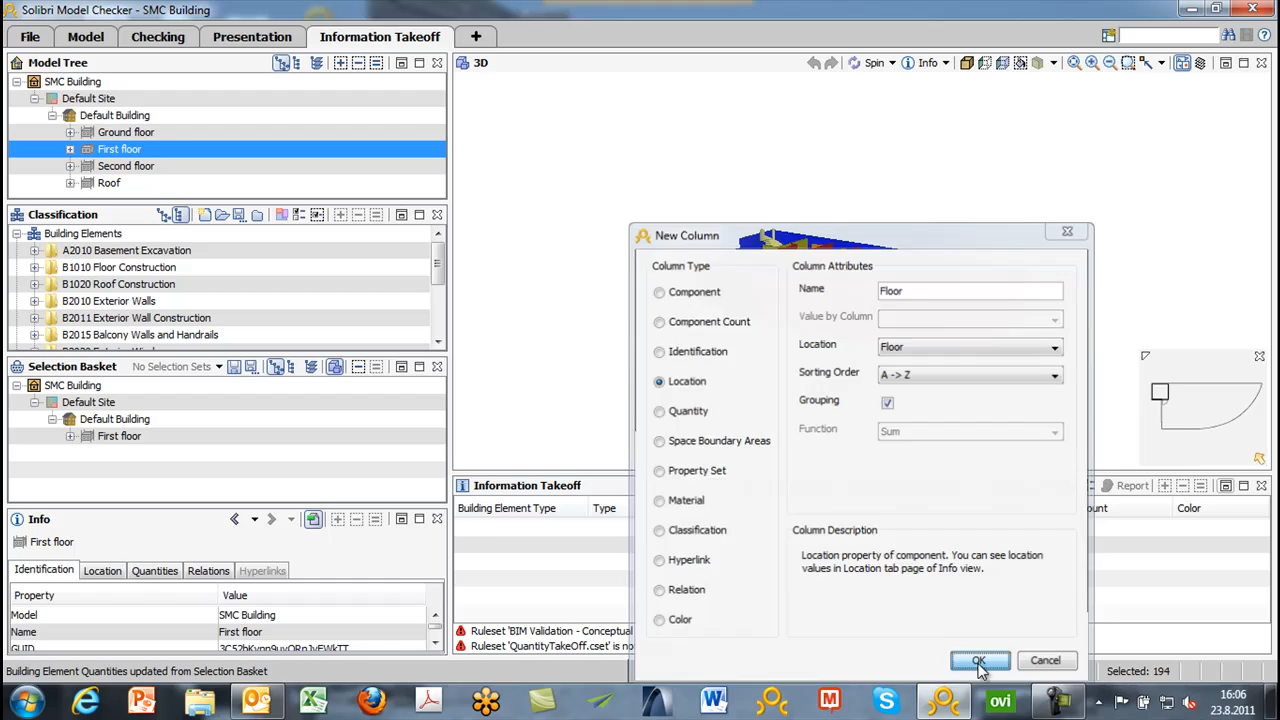 Solibri Model Checker - SMC Building
File Model Checking Presentation Information Takeoff
Model Tree
SMC Building
Default Site
Default Building
Ground floor
First floor
Second floor
Roof
3D
Spin Info
Classification
Building Elements
A2010 Basement Excavation
B1010 Floor Construction
B1020 Roof Construction
B2010 Exterior Walls
B2011 Exterior Wall Construction
B2015 Balcony Walls and Handrails
Selection Basket No Selection Sets
SMC Building
Default Site
Default Building
First floor
Info
First floor
Identification Location Quantities Relations Hyperlinks
Property Value
Model SMC Building
Name First floor
GUID
Building Element Quantities updated from Selection Basket
New Column
Column Type
Component
Component Count
Identification
Location
Quantity
Space Boundary Areas
Property Set
Material
Classification
Hyperlink
Relation
Color
Column Attributes
Name Floor
Value by Column
Location Floor
Sorting Order A -> Z
Grouping
Function Sum
Column Description
Location property of component. You can see location
values in Location tab page of Info view.
OK Cancel
Information Takeoff
Report
Building Element Type Type
Color
Ruleset 'BIM Validation - Conceptual
Ruleset 'QuantityTakeOff.cset' is no
Selected: 194
ovi
16:06
23.8.2011